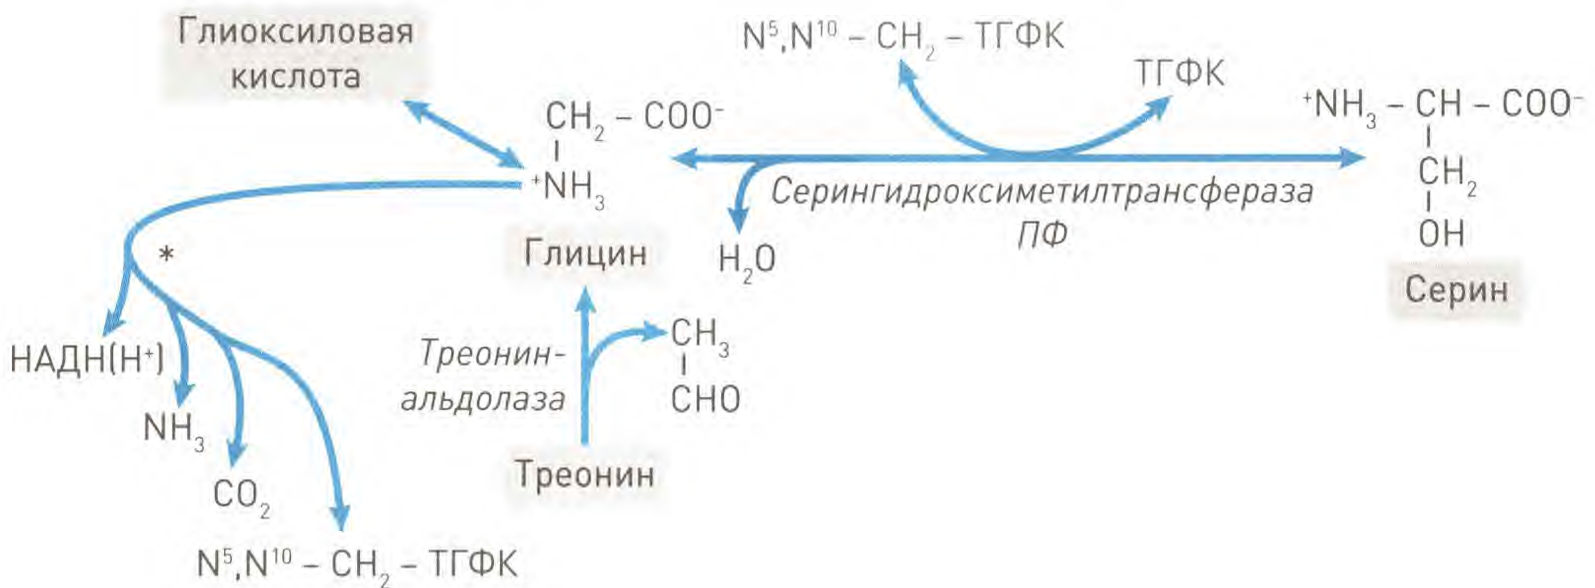 Глиоксиловая
кислота
CH₂ – COO⁻
⁺NH₃
Глицин
N⁵,N¹⁰ – CH₂ – ТГФК
ТГФК
Серингидроксиметилтрансфераза
ПФ
H₂O
⁺NH₃ – CH – COO⁻
CH₂
OH
Серин
*
НАДН(H⁺)
NH₃
CO₂
N⁵,N¹⁰ – CH₂ – ТГФК
Треонин-
альдолаза
CH₃
CHO
Треонин